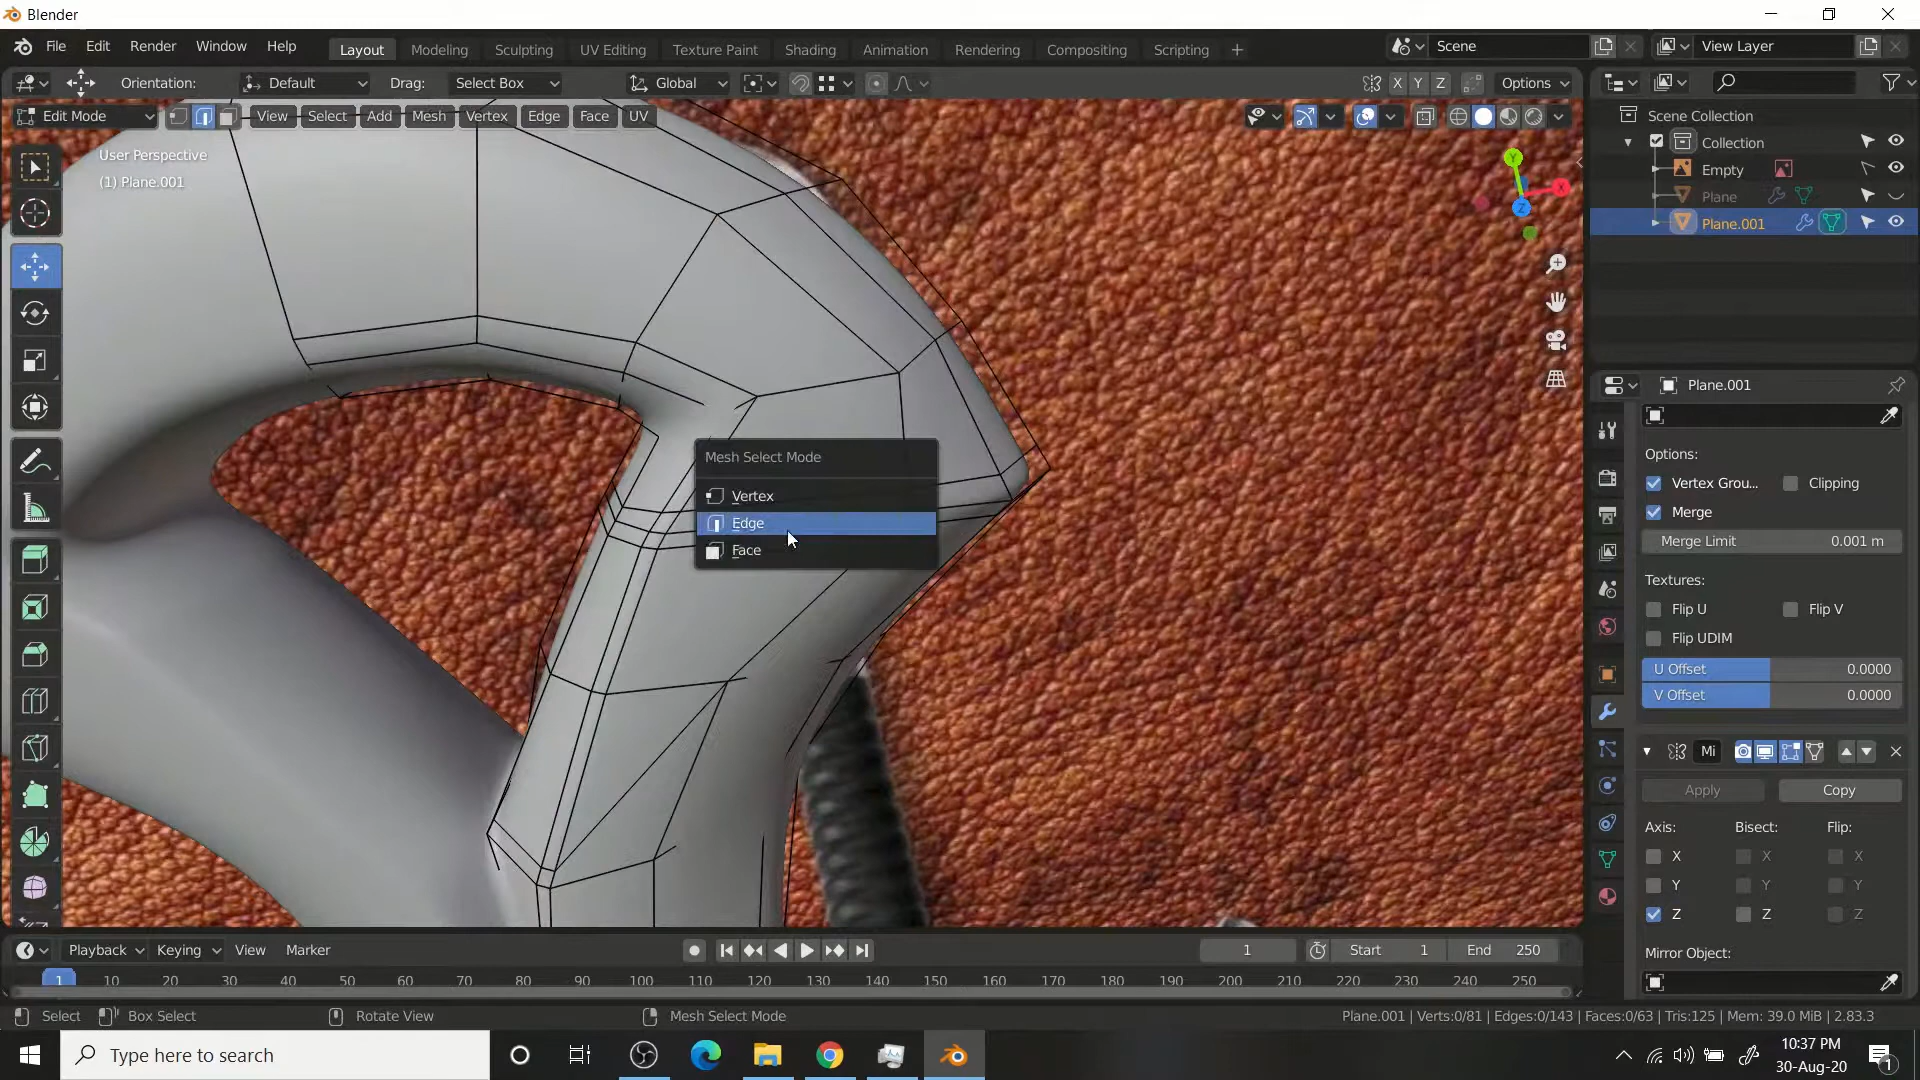 Blender
File Edit Render Window Help Layout Modeling Sculpting UV Editing Texture Paint Shading Animation Rendering Compositing Scripting + Scene View Layer
Orientation: Default Drag: Select Box Global X Y Z Options
Edit Mode View Select Add Mesh Vertex Edge Face UV
User Perspective
(1) Plane.001
Y
X
Z
Scene Collection
Collection
Empty
Plane
Plane.001
Plane.001
Mesh Select Mode
Vertex
Edge
Face
Options:
Vertex Grou... Clipping
Merge
Merge Limit 0.001 m
Textures:
Flip U Flip V
Flip UDIM
U Offset 0.0000
V Offset 0.0000
Mi
Apply Copy
Axis: Bisect: Flip:
X X X
Y Y Y
Z Z Z
Mirror Object:
Playback Keying View Marker 1 Start 1 End 250
1 10 20 30 40 50 60 70 80 90 100 110 120 130 140 150 160 170 180 190 200 210 220 230 240 250
Select Box Select Rotate View Mesh Select Mode Plane.001 | Verts:0/81 | Edges:0/143 | Faces:0/63 | Tris:125 | Mem: 39.0 MiB | 2.83.3
Type here to search
10:37 PM
30-Aug-20
1